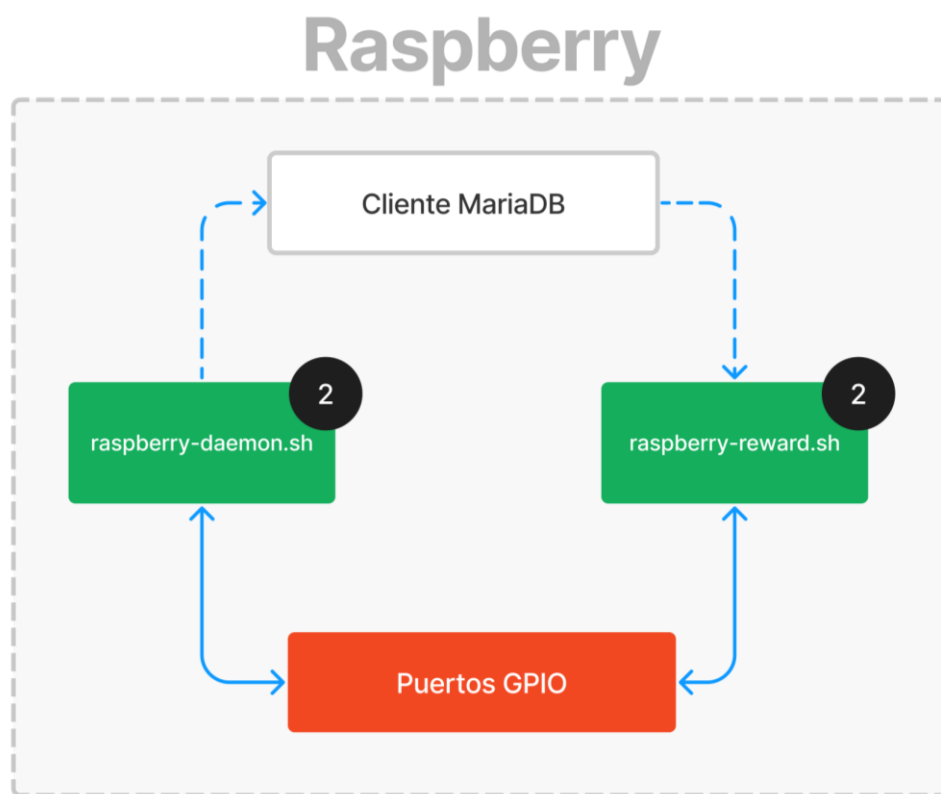 Raspberry
Cliente MariaDB
2
raspberry-daemon.sh
2
raspberry-reward.sh
Puertos GPIO